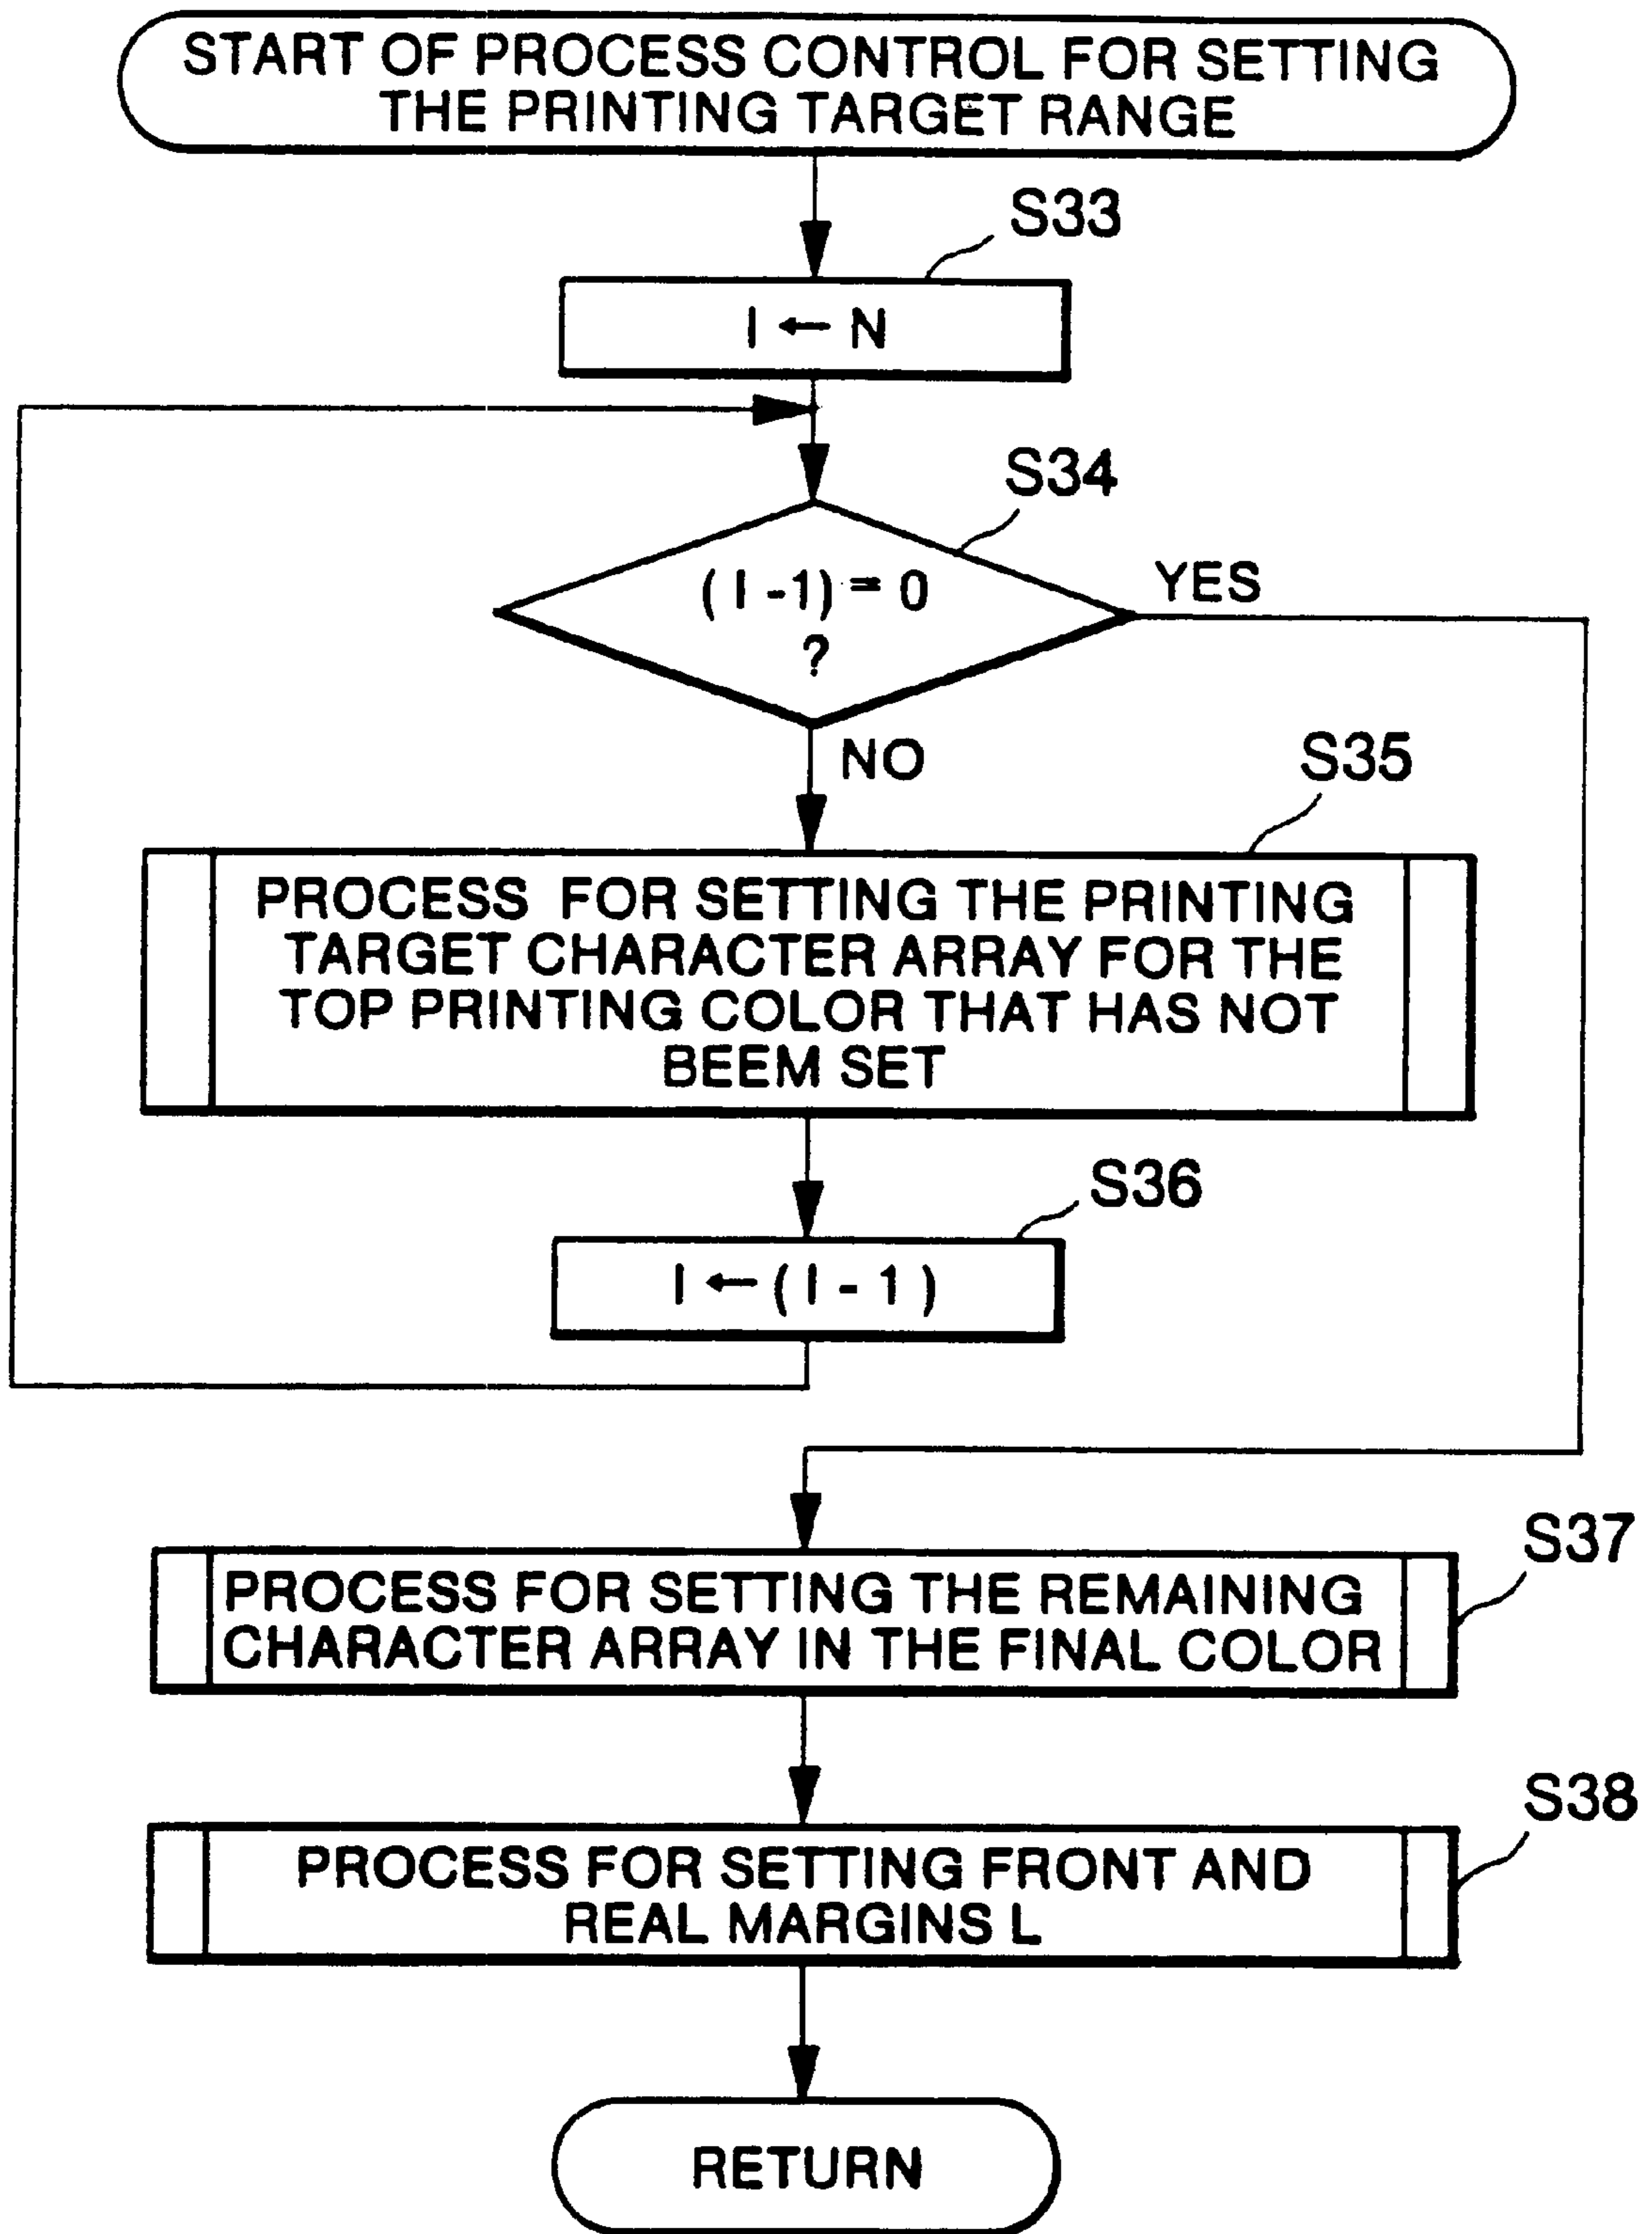 START OF PROCESS CONTROL FOR SETTING
THE PRINTING TARGET RANGE
S33
I ← N
S34
(I-1) = 0
?
YES
NO
S35
PROCESS FOR SETTING THE PRINTING
TARGET CHARACTER ARRAY FOR THE
TOP PRINTING COLOR THAT HAS NOT
BEEM SET
S36
I ← (I - 1)
S37
PROCESS FOR SETTING THE REMAINING
CHARACTER ARRAY IN THE FINAL COLOR
S38
PROCESS FOR SETTING FRONT AND
REAL MARGINS L
RETURN